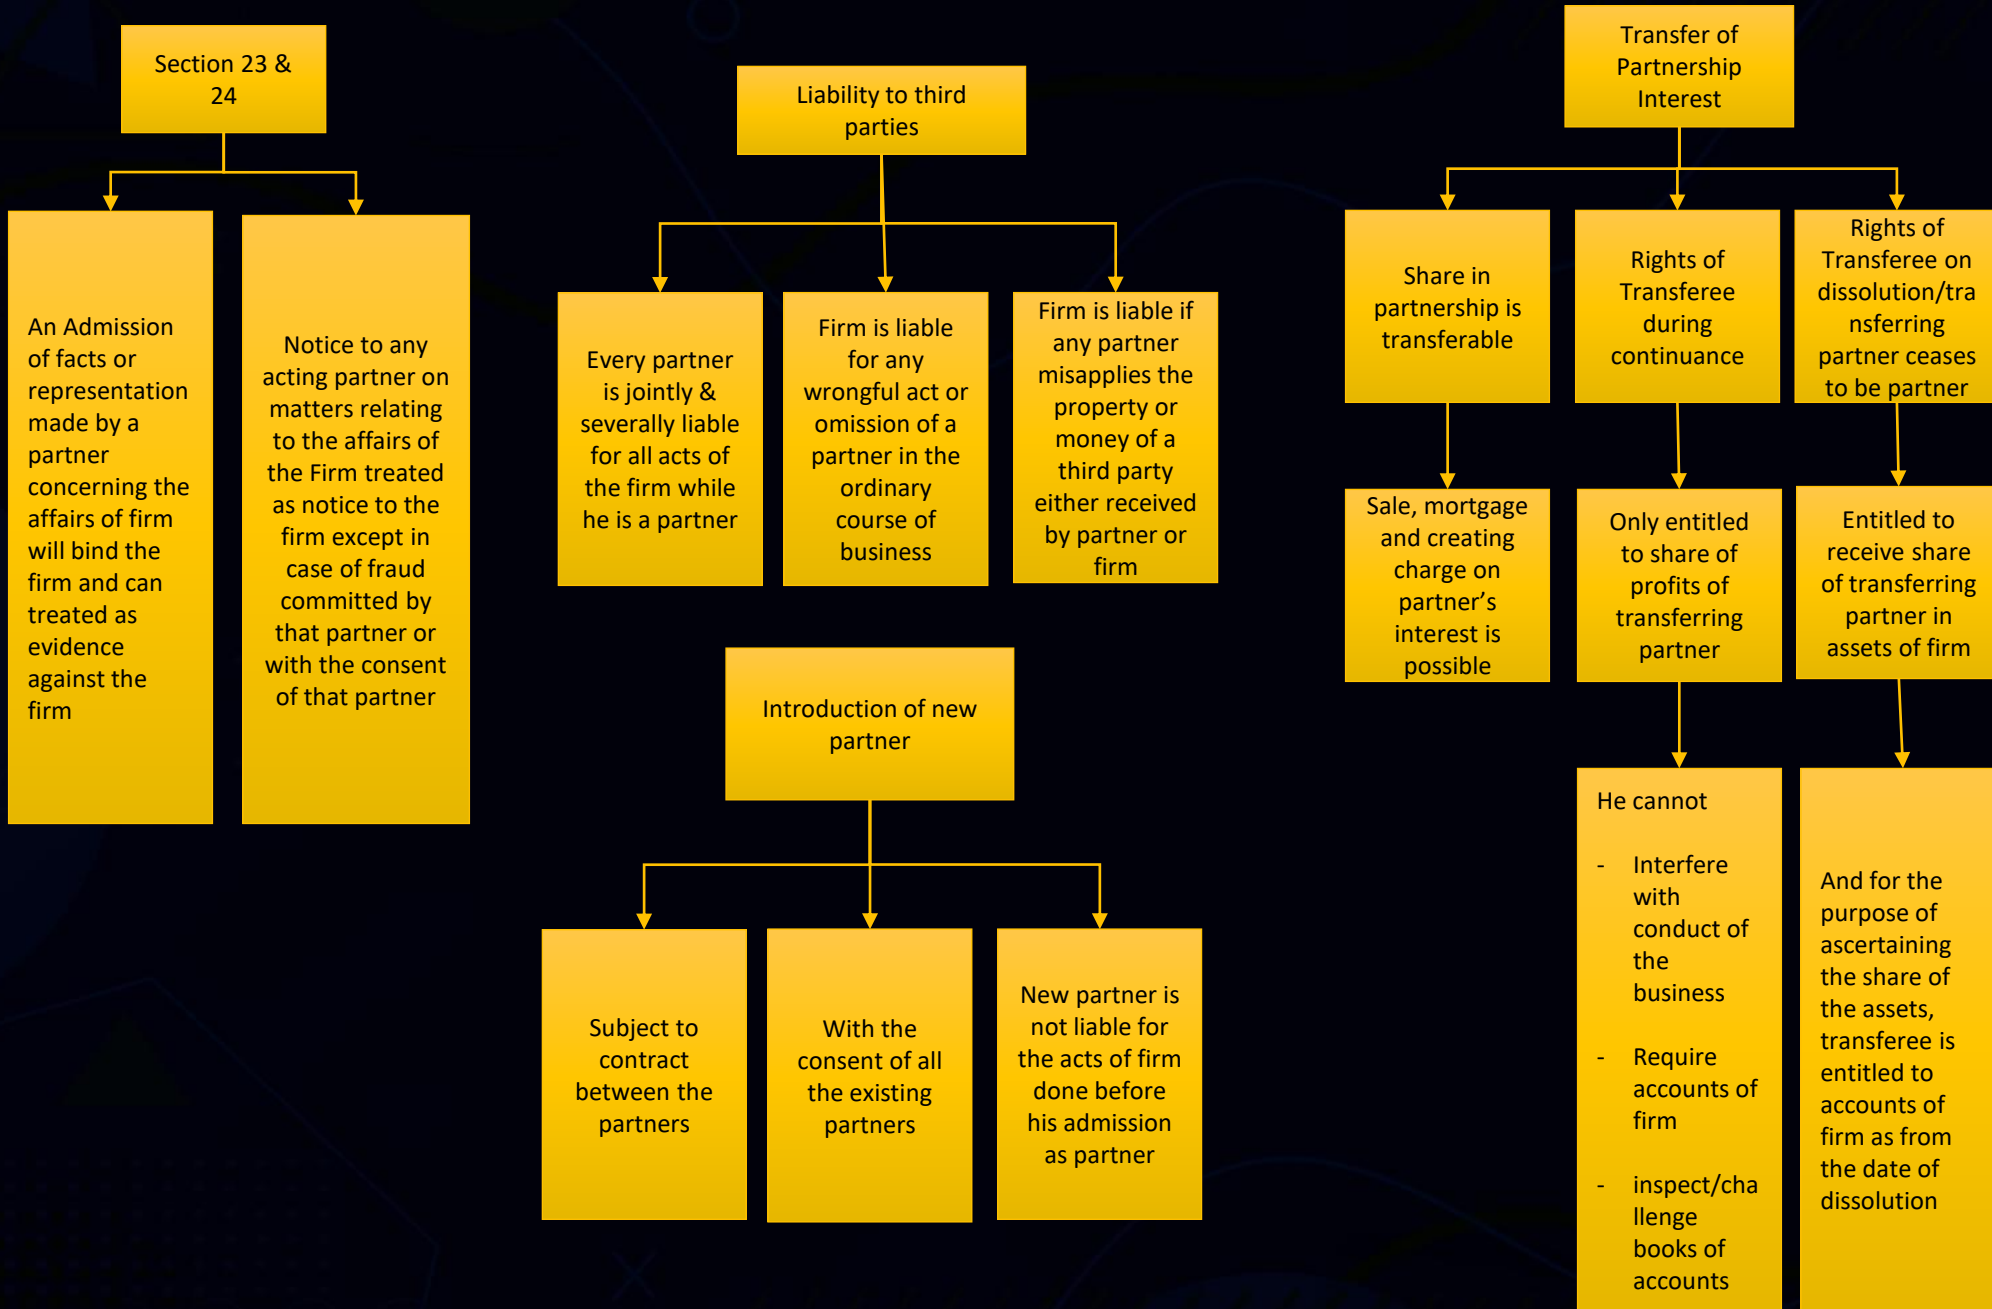 Section 23 &
24
An Admission
of facts or
representation
made by a
partner
concerning the
affairs of firm
will bind the
firm and can
treated as
evidence
against the
firm
Notice to any
acting partner on
matters relating
to the affairs of
the Firm treated
as notice to the
firm except in
case of fraud
committed by
that partner or
with the consent
of that partner
Liability to third
parties
Every partner
is jointly &
severally liable
for all acts of
the firm while
he is a partner
Firm is liable
for any
wrongful act or
omission of a
partner in the
ordinary
course of
business
Firm is liable if
any partner
misapplies the
property or
money of a
third party
either received
by partner or
firm
Introduction of new
partner
Subject to
contract
between the
partners
With the
consent of all
the existing
partners
New partner is
not liable for
the acts of firm
done before
his admission
as partner
Transfer of
Partnership
Interest
Share in
partnership is
transferable
Sale, mortgage
and creating
charge on
partner’s
interest is
possible
Rights of
Transferee
during
continuance
Only entitled
to share of
profits of
transferring
partner
He cannot
- Interfere
with
conduct of
the
business
- Require
accounts of
firm
- inspect/cha
llenge
books of
accounts
Rights of
Transferee on
dissolution/tra
nsferring
partner ceases
to be partner
Entitled to
receive share
of transferring
partner in
assets of firm
And for the
purpose of
ascertaining
the share of
the assets,
transferee is
entitled to
accounts of
firm as from
the date of
dissolution